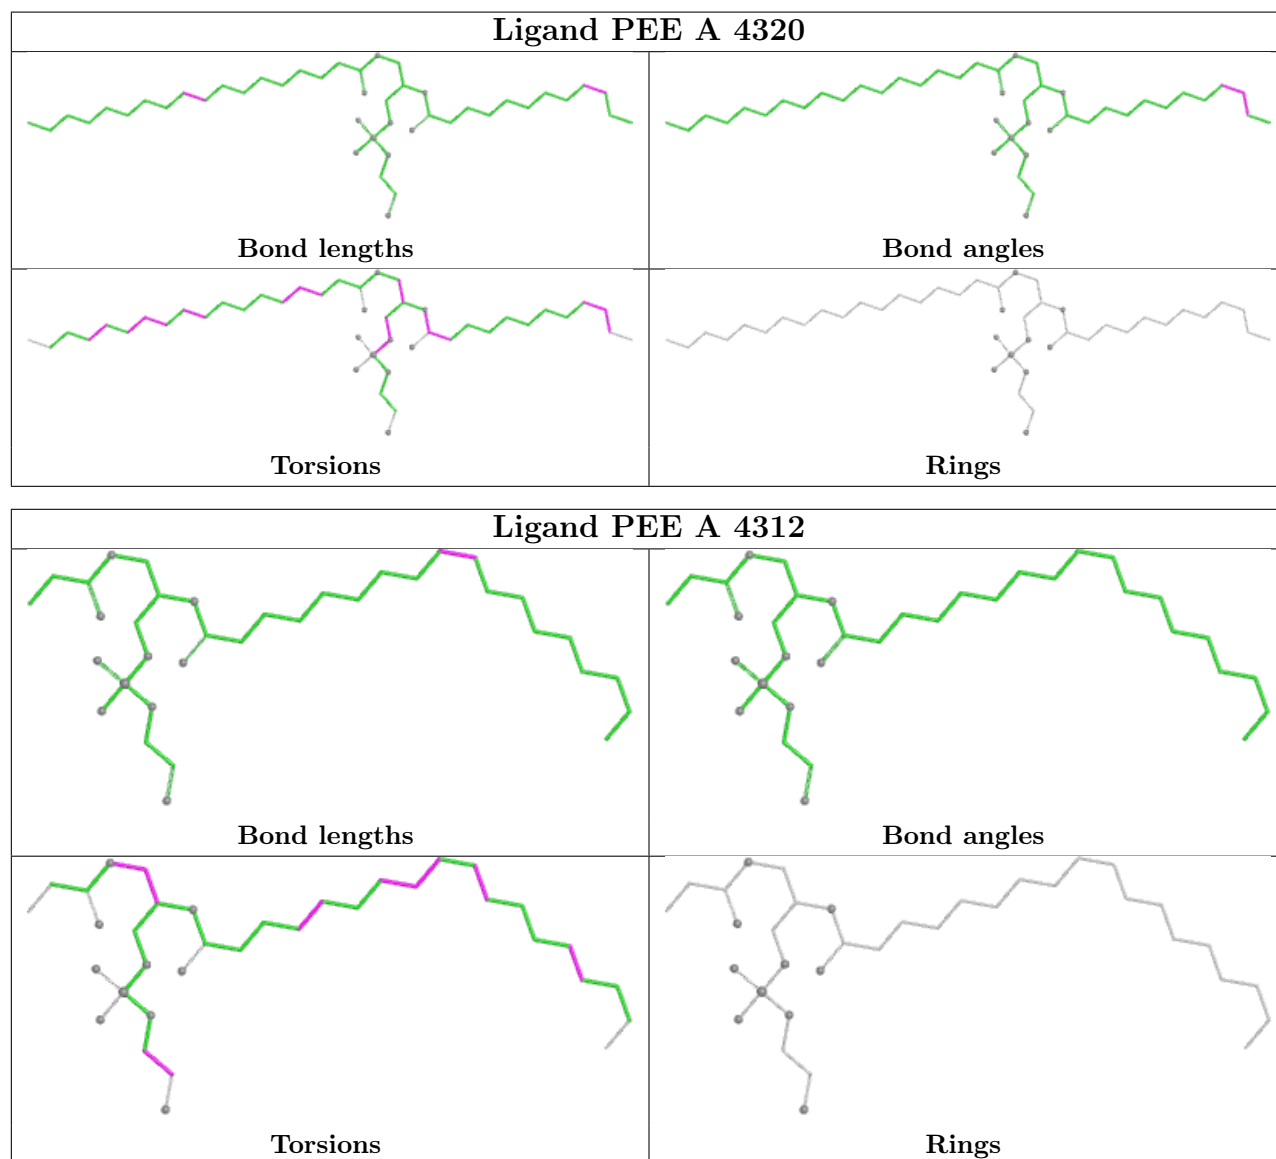 Ligand PEE A 4320
Bond lengths
Bond angles
Torsions
Rings
Ligand PEE A 4312
Bond lengths
Bond angles
Torsions
Rings